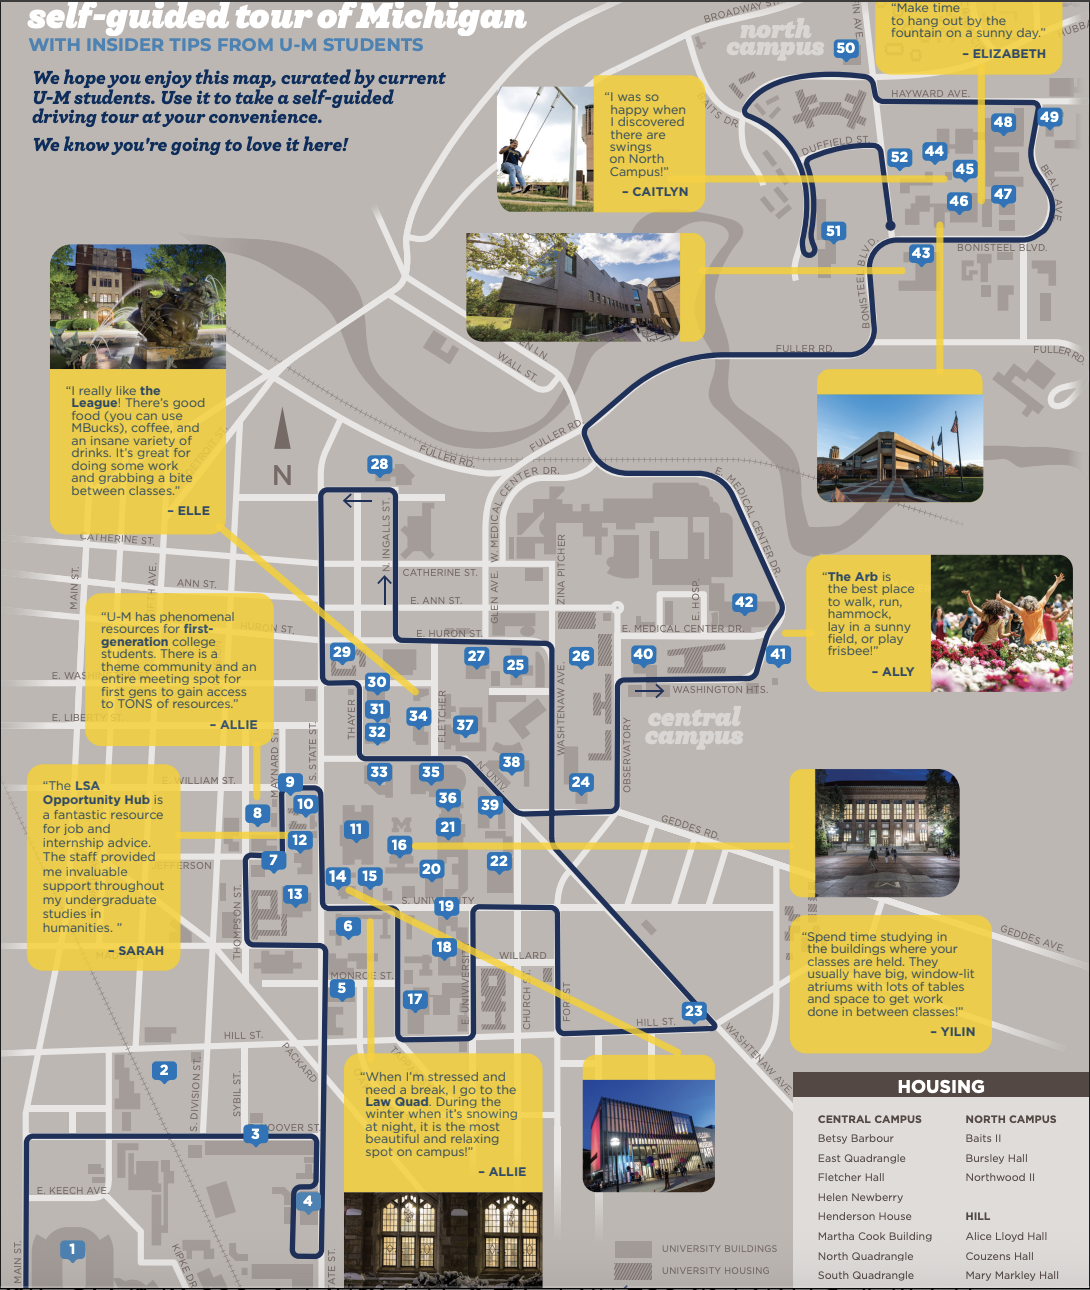 self-guided tour of Michigan
WITH INSIDER TIPS FROM U-M STUDENTS
We hope you enjoy this map, curated by current
U-M students. Use it to take a self-guided
driving tour at your convenience.
We know you're going to love it here!
"Make time
to hang out by the
fountain on a sunny day."
– ELIZABETH
BROADWAY ST.
north
campus
50
HAYWARD AVE.
"I was so
happy when
I discovered
there are
swings
on North
Campus!"
– CAITLYN
BAITS DR.
DUFFIELD ST.
48
49
52
44
45
46
47
BEAL AVE.
51
43
BONISTEEL BLVD.
BONISTEEL BLVD.
FULLER RD.
FULLER RD.
WALL ST.
"I really like the
League! There's good
food (you can use
MBucks), coffee, and
an insane variety of
drinks. It's great for
doing some work
and grabbing a bite
between classes."
– ELLE
N
FULLER RD.
FULLER RD.
28
W. MEDICAL CENTER DR.
E. MEDICAL CENTER DR.
N. INGALLS ST.
CATHERINE ST.
CATHERINE ST.
ANN ST.
E. ANN ST.
MAIN ST.
GLEN AVE.
ZINA PITCHER
E. HOSP.
42
"The Arb is
the best place
to walk, run,
hammock,
lay in a sunny
field, or play
frisbee!"
– ALLY
"U-M has phenomenal
resources for first-
generation college
students. There is a
theme community and an
entire meeting spot for
first gens to gain access
to TONS of resources."
– ALLIE
HURON ST.
E. HURON ST.
E. MEDICAL CENTER DR.
29
27
25
26
40
41
30
WASHINGTON HTS.
E. LIBERTY ST.
31
34
32
37
THAYER
FLETCHER
WASHTENAW AVE.
OBSERVATORY
central
campus
MAYNARD ST.
S. STATE ST.
E. WILLIAM ST.
33
35
38
N. UNIV.
9
24
36
39
10
8
"The LSA
Opportunity Hub is
a fantastic resource
for job and
internship advice.
The staff provided
me invaluable
support throughout
my undergraduate
studies in
humanities. "
– SARAH
11
21
GEDDES RD.
12
M
16
7
JEFFERSON
22
14
15
20
13
S. UNIVERSITY
19
THOMPSON ST.
6
18
"Spend time studying in
the buildings where your
classes are held. They
usually have big, window-lit
atriums with lots of tables
and space to get work
done in between classes!"
– YILIN
GEDDES AVE.
WILLARD
MONROE ST.
5
17
E. UNIVERSITY
CHURCH
FOREST
23
HILL ST.
HILL ST.
WASHTENAW AVE.
PACKARD
2
S. DIVISION ST.
SYBIL ST.
3
HOOVER ST.
"When I'm stressed and
need a break, I go to the
Law Quad. During the
winter when it's snowing
at night, it is the most
beautiful and relaxing
spot on campus!"
– ALLIE
E. KEECH AVE.
4
1
MAIN ST.
KIPKE DR.
STATE ST.
UNIVERSITY BUILDINGS
UNIVERSITY HOUSING
HOUSING
CENTRAL CAMPUS
Betsy Barbour
East Quadrangle
Fletcher Hall
Helen Newberry
Henderson House
Martha Cook Building
North Quadrangle
South Quadrangle
NORTH CAMPUS
Baits II
Bursley Hall
Northwood II
HILL
Alice Lloyd Hall
Couzens Hall
Mary Markley Hall